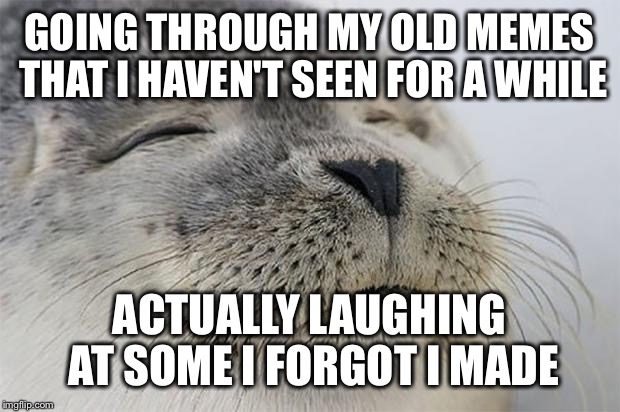 GOING THROUGH MY OLD MEMES
THAT I HAVEN'T SEEN FOR A WHILE
ACTUALLY LAUGHING
AT SOME I FORGOT I MADE
imgflip.com